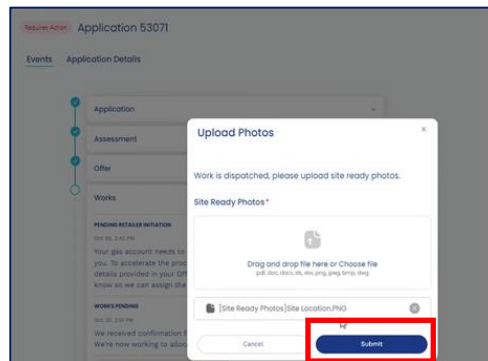 Requires Action Application 53071
Events Application Details
Application
Assessment
Offer
Works
PENDING RETAILER INITIATION
Your gas account needs to
you. To accelerate the proc
details provided in your Off
know so we can assign the
WORKS PENDING
We received confirmation f
We're now working to alloc
Upload Photos
Work is dispatched, please upload site ready photos.
Site Ready Photos*
Drag and drop file here or Choose file
pdf, doc, docx, xls, xlsx, png, jpeg, bmp, dwg
[Site Ready Photos]Site Location.PNG
Cancel Submit